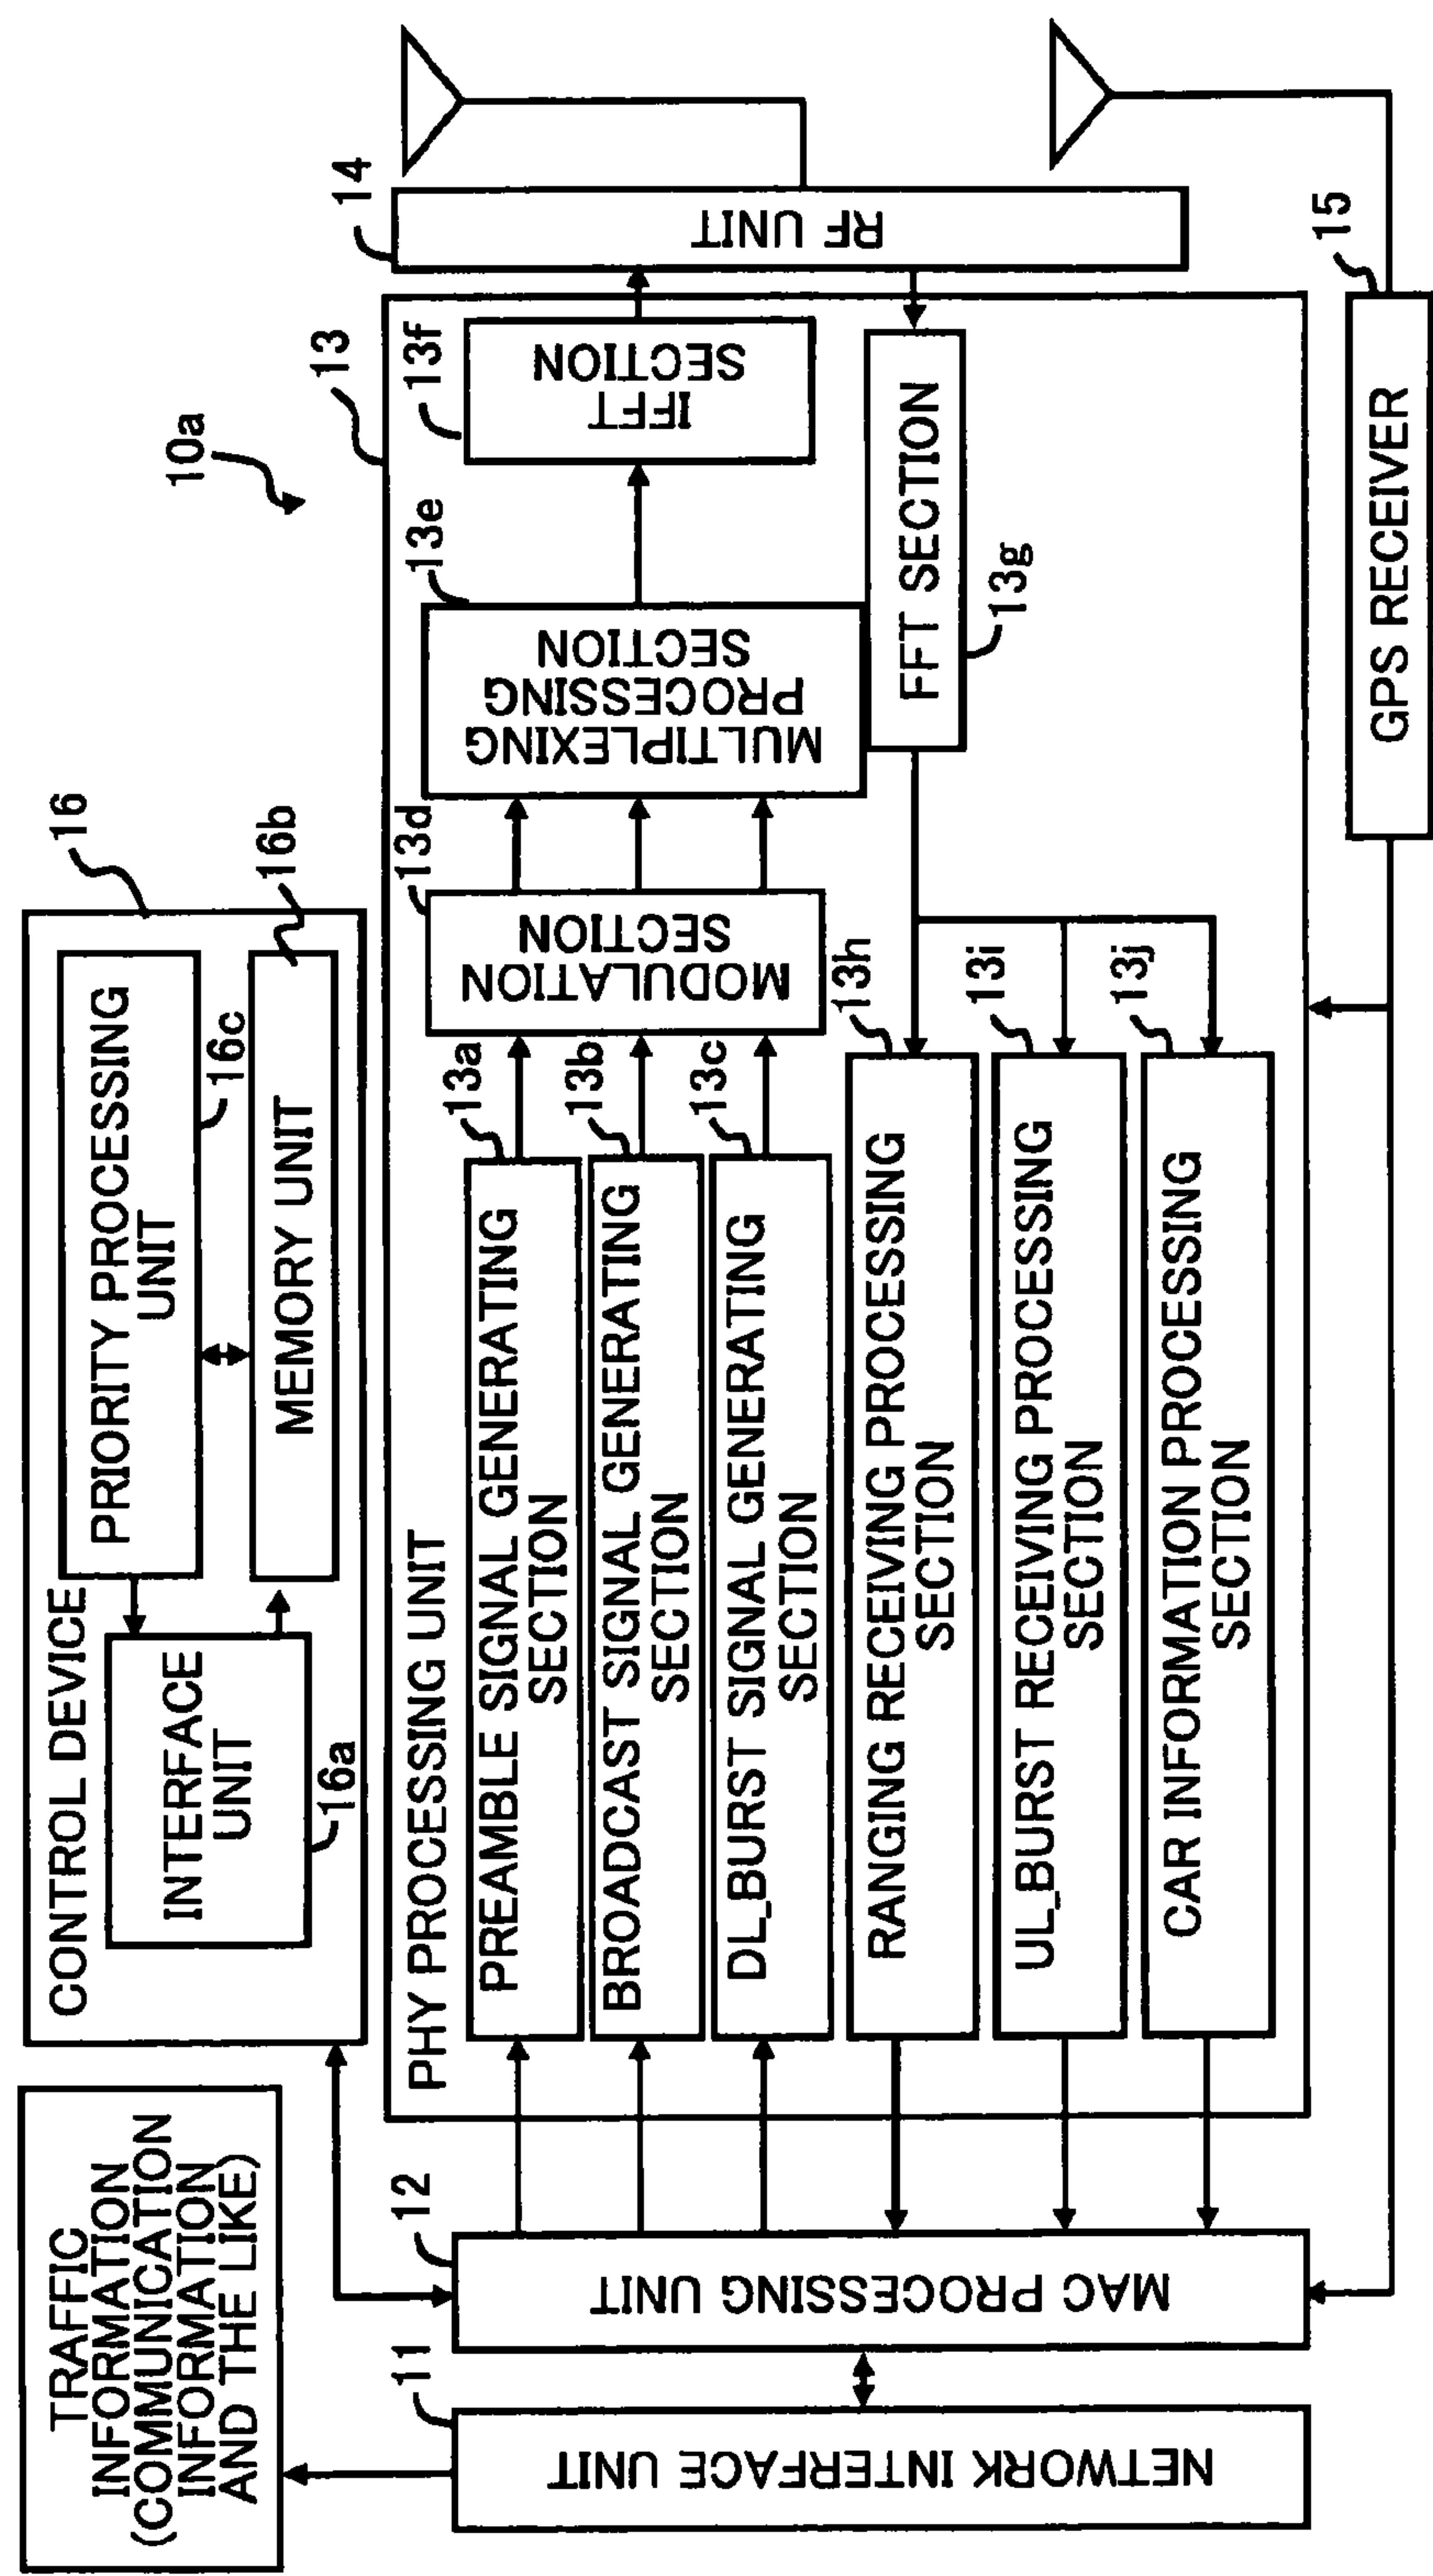 10a
TRAFFIC
INFORMATION
(COMMUNICATION
INFORMATION
AND THE LIKE)
CONTROL DEVICE
16
INTERFACE
UNIT
16a
PRIORITY PROCESSING
UNIT
16c
MEMORY UNIT
16b
11
NETWORK INTERFACE UNIT
12
MAC PROCESSING UNIT
PHY PROCESSING UNIT
13
PREAMBLE SIGNAL GENERATING
SECTION
13a
BROADCAST SIGNAL GENERATING
SECTION
13b
DL_BURST SIGNAL GENERATING
SECTION
13c
MODULATION
SECTION
13d
MULTIPLEXING
PROCESSING
SECTION
13e
IFFT
SECTION
13f
FFT SECTION
13g
RANGING RECEIVING PROCESSING
SECTION
13h
UL_BURST RECEIVING PROCESSING
SECTION
13i
CAR INFORMATION PROCESSING
SECTION
13j
RF UNIT
14
GPS RECEIVER
15